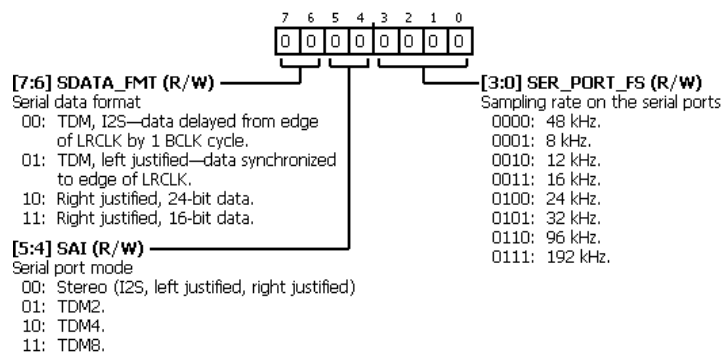 7 6 5 4 3 2 1 0
0 0 0 0 0 0 0 0
[7:6] SDATA_FMT (R/W)
Serial data format
00: TDM, I2S—data delayed from edge
of LRCLK by 1 BCLK cycle.
01: TDM, left justified—data synchronized
to edge of LRCLK.
10: Right justified, 24-bit data.
11: Right justified, 16-bit data.
[5:4] SAI (R/W)
Serial port mode
00: Stereo (I2S, left justified, right justified)
01: TDM2.
10: TDM4.
11: TDM8.
[3:0] SER_PORT_FS (R/W)
Sampling rate on the serial ports
0000: 48 kHz.
0001: 8 kHz.
0010: 12 kHz.
0011: 16 kHz.
0100: 24 kHz.
0101: 32 kHz.
0110: 96 kHz.
0111: 192 kHz.